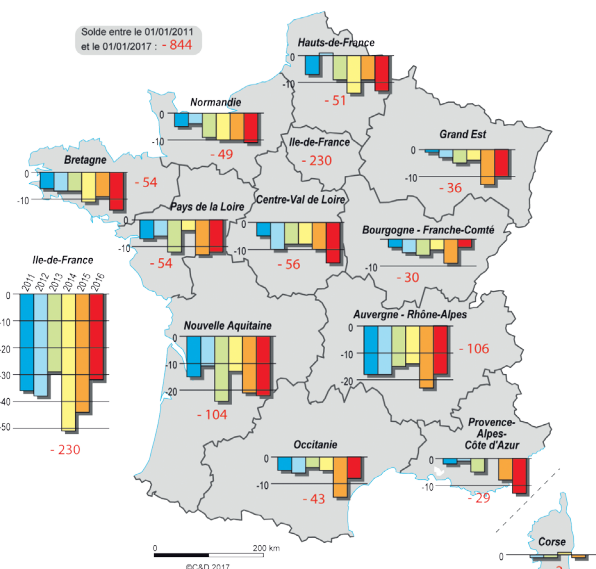 Solde entre le 01/01/2011
et le 01/01/2017 : - 844
Hauts-de-France
0
-10
- 51
Normandie
0
-10
- 49
Ile-de-France
- 230
Grand Est
0
-10
- 36
Bretagne
0
-10
- 54
Pays de la Loire
0
-10
- 54
Centre-Val de Loire
0
-10
- 56
Bourgogne - Franche-Comté
0
-10
- 30
Ile-de-France
2011
2012
2013
2014
2015
2016
0
-10
-20
-30
-40
-50
- 230
Nouvelle Aquitaine
0
-10
-20
- 104
Auvergne - Rhône-Alpes
0
-10
-20
- 106
Occitanie
0
-10
- 43
Provence-
Alpes-
Côte d'Azur
0
-10
- 29
Corse
0
0
200 km
©C&D 2017